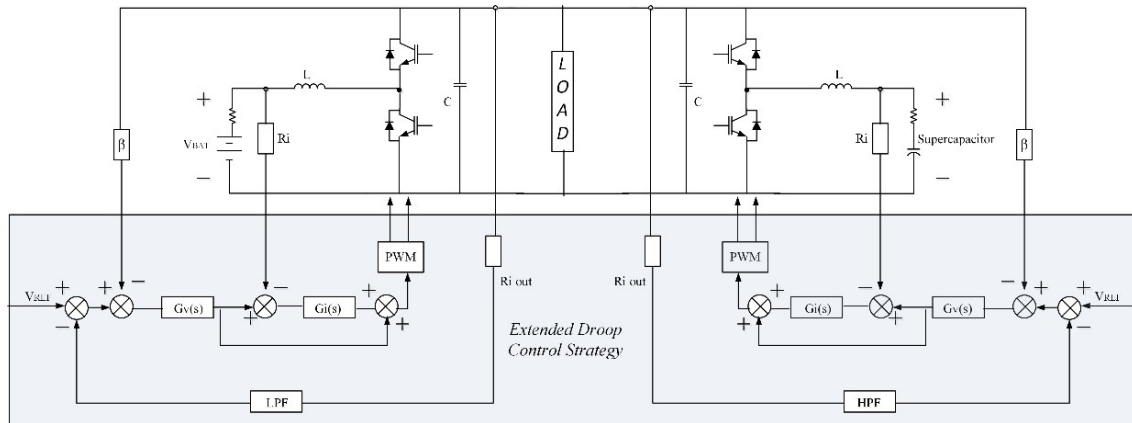 L
C
LOAD
C
L
+
+
β
VBAT
Ri
Ri
Supercapacitor
β
−
−
PWM
Ri out
Ri out
PWM
VREF
+
−
+
−
Gv(s)
+
−
Gi(s)
+
+
+
+
Gi(s)
−
+
Gv(s)
−
+
+
−
VREF
Extended Droop
Control Strategy
LPF
HPF